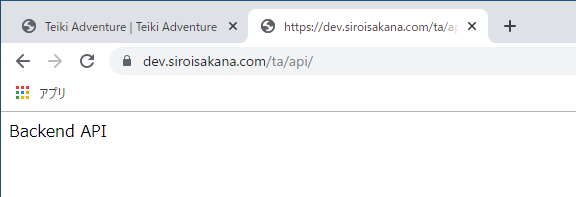 Teiki Adventure | Teiki Adventure
https://dev.siroisakana.com/ta/ap
dev.siroisakana.com/ta/api/
アプリ
Backend API